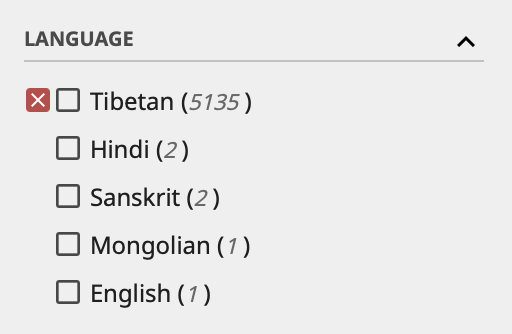 LANGUAGE
Tibetan (5135)
Hindi (2)
Sanskrit (2)
Mongolian (1)
English (1)